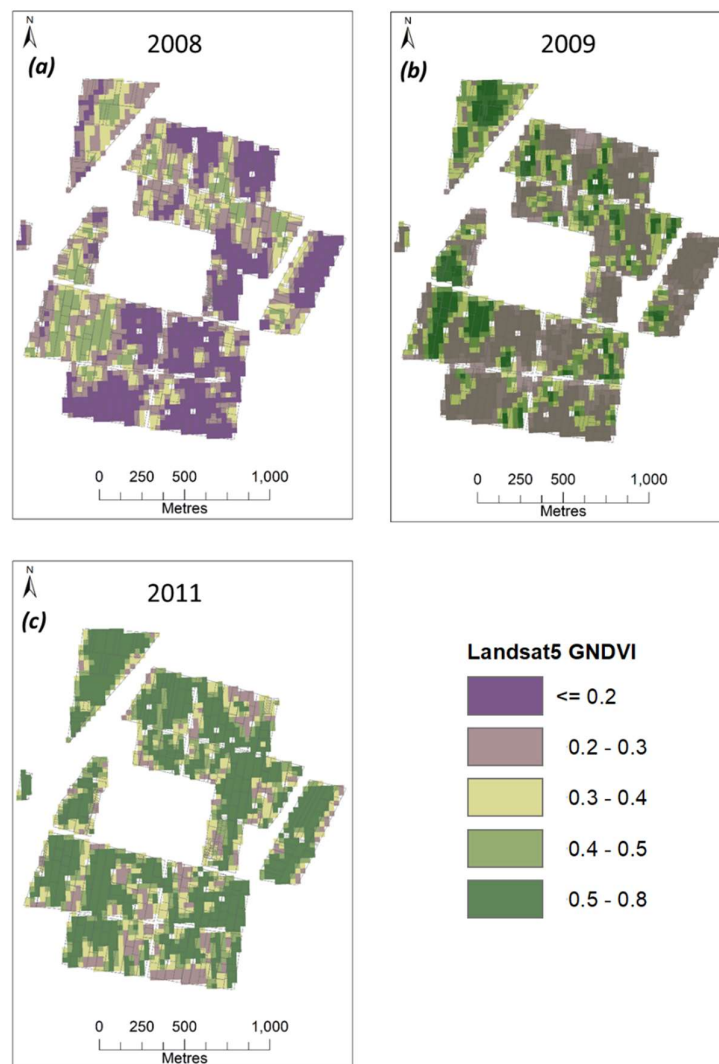 N
2008
(a)
0 250 500 1,000
Metres
N
2009
(b)
0 250 500 1,000
Metres
N
2011
(c)
0 250 500 1,000
Metres
Landsat5 GNDVI
<= 0.2
0.2 - 0.3
0.3 - 0.4
0.4 - 0.5
0.5 - 0.8